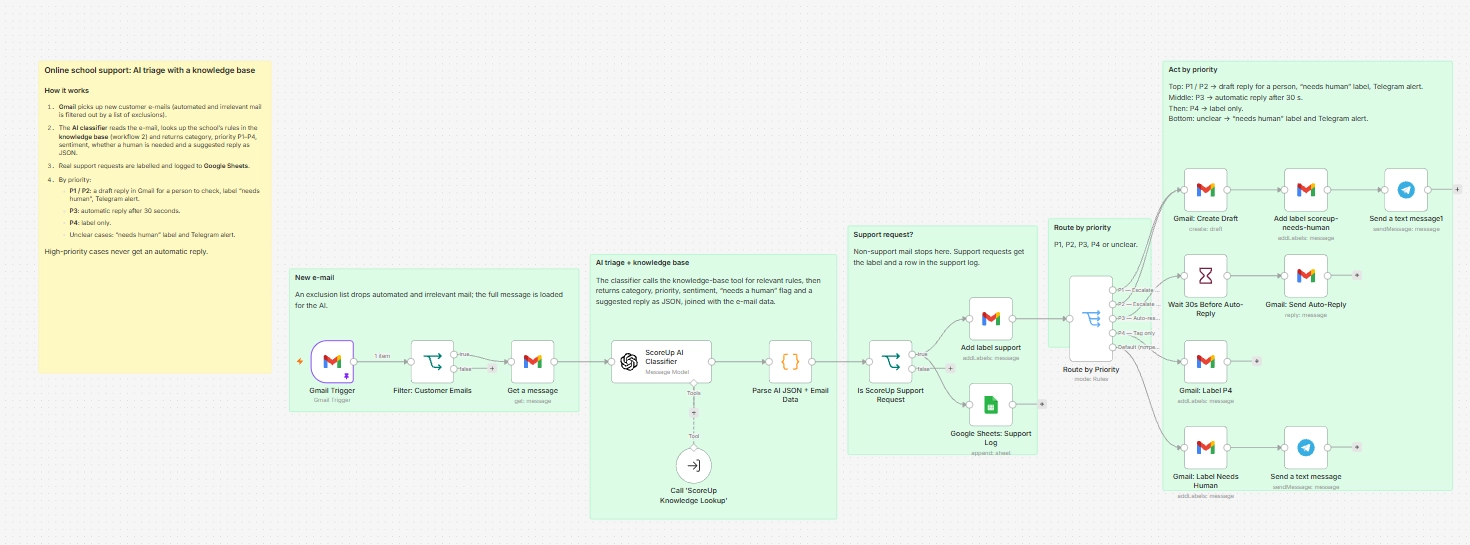 Online school support: AI triage with a knowledge base
How it works
1. Gmail picks up new customer e-mails (automated and irrelevant mail
is filtered out by a list of exclusions).
2. The AI classifier reads the e-mail, looks up the school's rules in the
knowledge base (workflow 2) and returns category, priority P1–P4,
sentiment, whether a human is needed and a suggested reply as
JSON.
3. Real support requests are labelled and logged to Google Sheets.
4. By priority:
P1 / P2: a draft reply in Gmail for a person to check, label "needs
human", Telegram alert.
P3: automatic reply after 30 seconds.
P4: label only.
Unclear cases: "needs human" label and Telegram alert.
High-priority cases never get an automatic reply.
New e-mail
An exclusion list drops automated and irrelevant mail; the full message is loaded
for the AI.
1 item
true
false
Gmail Trigger
Gmail Trigger
Filter: Customer Emails
Get a message
get: message
AI triage + knowledge base
The classifier calls the knowledge-base tool for relevant rules, then
returns category, priority, sentiment, "needs a human" flag and a
suggested reply as JSON, joined with the e-mail data.
ScoreUp AI
Classifier
Message Model
Tools
Tool
Call 'ScoreUp
Knowledge Lookup'
Parse AI JSON + Email
Data
Support request?
Non-support mail stops here. Support requests get
the label and a row in the support log.
true
false
Is ScoreUp Support
Request
Add label support
addLabels: message
Google Sheets: Support
Log
append: sheet
Route by priority
P1, P2, P3, P4 or unclear.
P1 — Escalate
P2 — Escalate ...
P3 — Auto-res...
P4 — Tag only
Route by Priority
mode: Rules
Act by priority
Top: P1 / P2 → draft reply for a person, "needs human" label, Telegram alert.
Middle: P3 → automatic reply after 30 s.
Then: P4 → label only.
Bottom: unclear → "needs human" label and Telegram alert.
Gmail: Create Draft
create: draft
Add label scoreup-
needs-human
addLabels: message
Send a text message1
sendMessage: message
Wait 30s Before Auto-
Reply
Gmail: Send Auto-Reply
reply: message
Gmail: Label P4
addLabels: message
Gmail: Label Needs
Human
addLabels: message
Send a text message
sendMessage: message